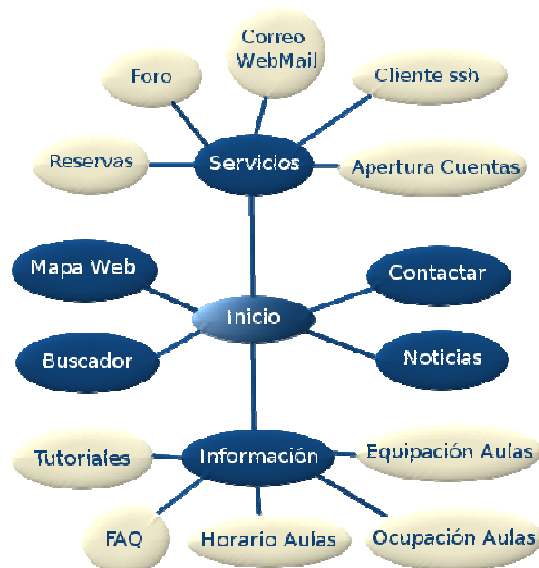 Correo
WebMail
Foro
Cliente ssh
Reservas
Servicios
Apertura Cuentas
Mapa Web
Contactar
Inicio
Buscador
Noticias
Tutoriales
Información
Equipación Aulas
FAQ
Horario Aulas
Ocupación Aulas